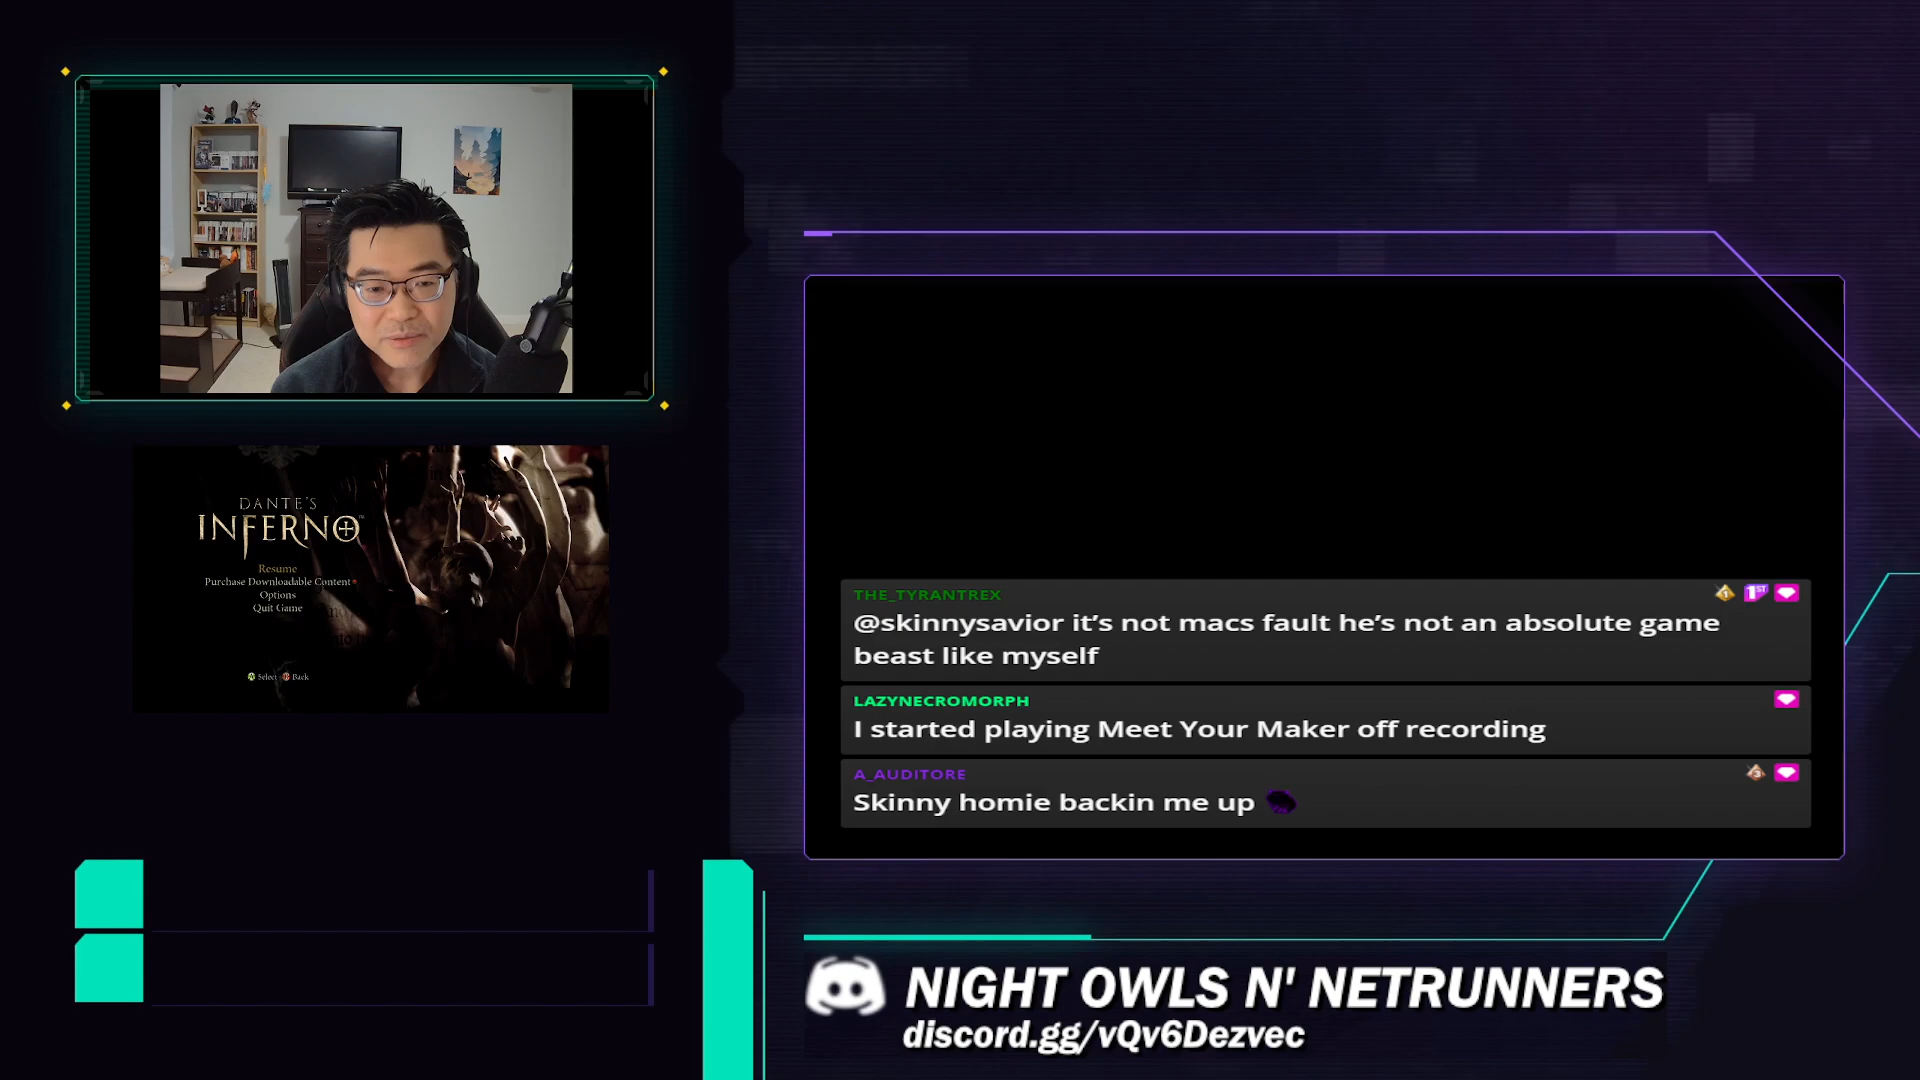 DANTE'S
INFERNO
Resume
Purchase Downloadable Content
Options
Quit Game
Select Back
THE_TYRANTREX
@skinnysavior it's not macs fault he's not an absolute game
beast like myself
LAZYNECROMORPH
I started playing Meet Your Maker off recording
A_AUDITORE
Skinny homie backin me up
NIGHT OWLS N' NETRUNNERS
discord.gg/vQv6Dezvec